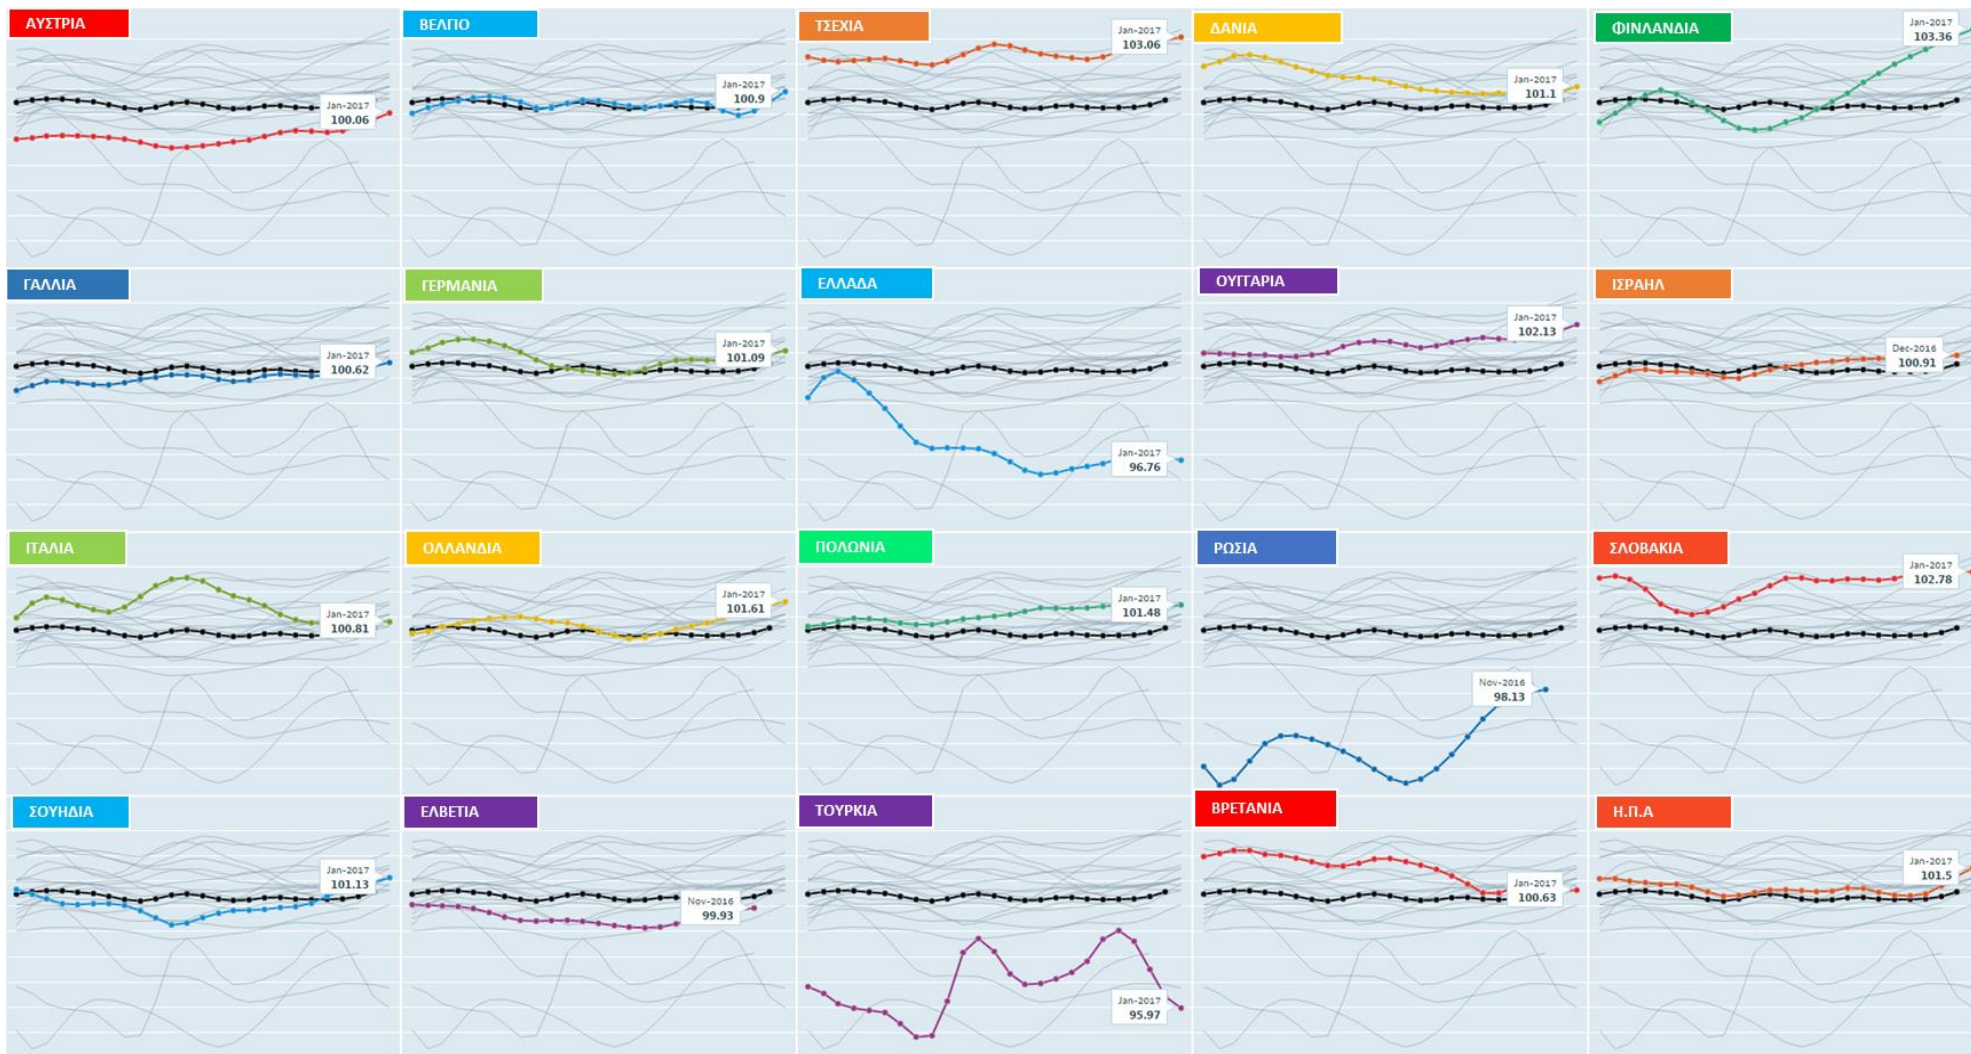 ΑΥΣΤΡΙΑ
Jan-2017
100.06
ΒΕΛΓΙΟ
Jan-2017
100.9
ΤΣΕΧΙΑ
Jan-2017
103.06
ΔΑΝΙΑ
Jan-2017
101.1
ΦΙΝΛΑΝΔΙΑ
Jan-2017
103.36
ΓΑΛΛΙΑ
Jan-2017
100.62
ΓΕΡΜΑΝΙΑ
Jan-2017
101.09
ΕΛΛΑΔΑ
Jan-2017
96.76
ΟΥΓΓΑΡΙΑ
Jan-2017
102.13
ΙΣΡΑΗΛ
Dec-2016
100.91
ΙΤΑΛΙΑ
Jan-2017
100.81
ΟΛΛΑΝΔΙΑ
Jan-2017
101.61
ΠΟΛΩΝΙΑ
Jan-2017
101.48
ΡΩΣΙΑ
Nov-2016
98.13
ΣΛΟΒΑΚΙΑ
Jan-2017
102.78
ΣΟΥΗΔΙΑ
Jan-2017
101.13
ΕΛΒΕΤΙΑ
Nov-2016
99.93
ΤΟΥΡΚΙΑ
Jan-2017
95.97
ΒΡΕΤΑΝΙΑ
Jan-2017
100.63
Η.Π.Α
Jan-2017
101.5